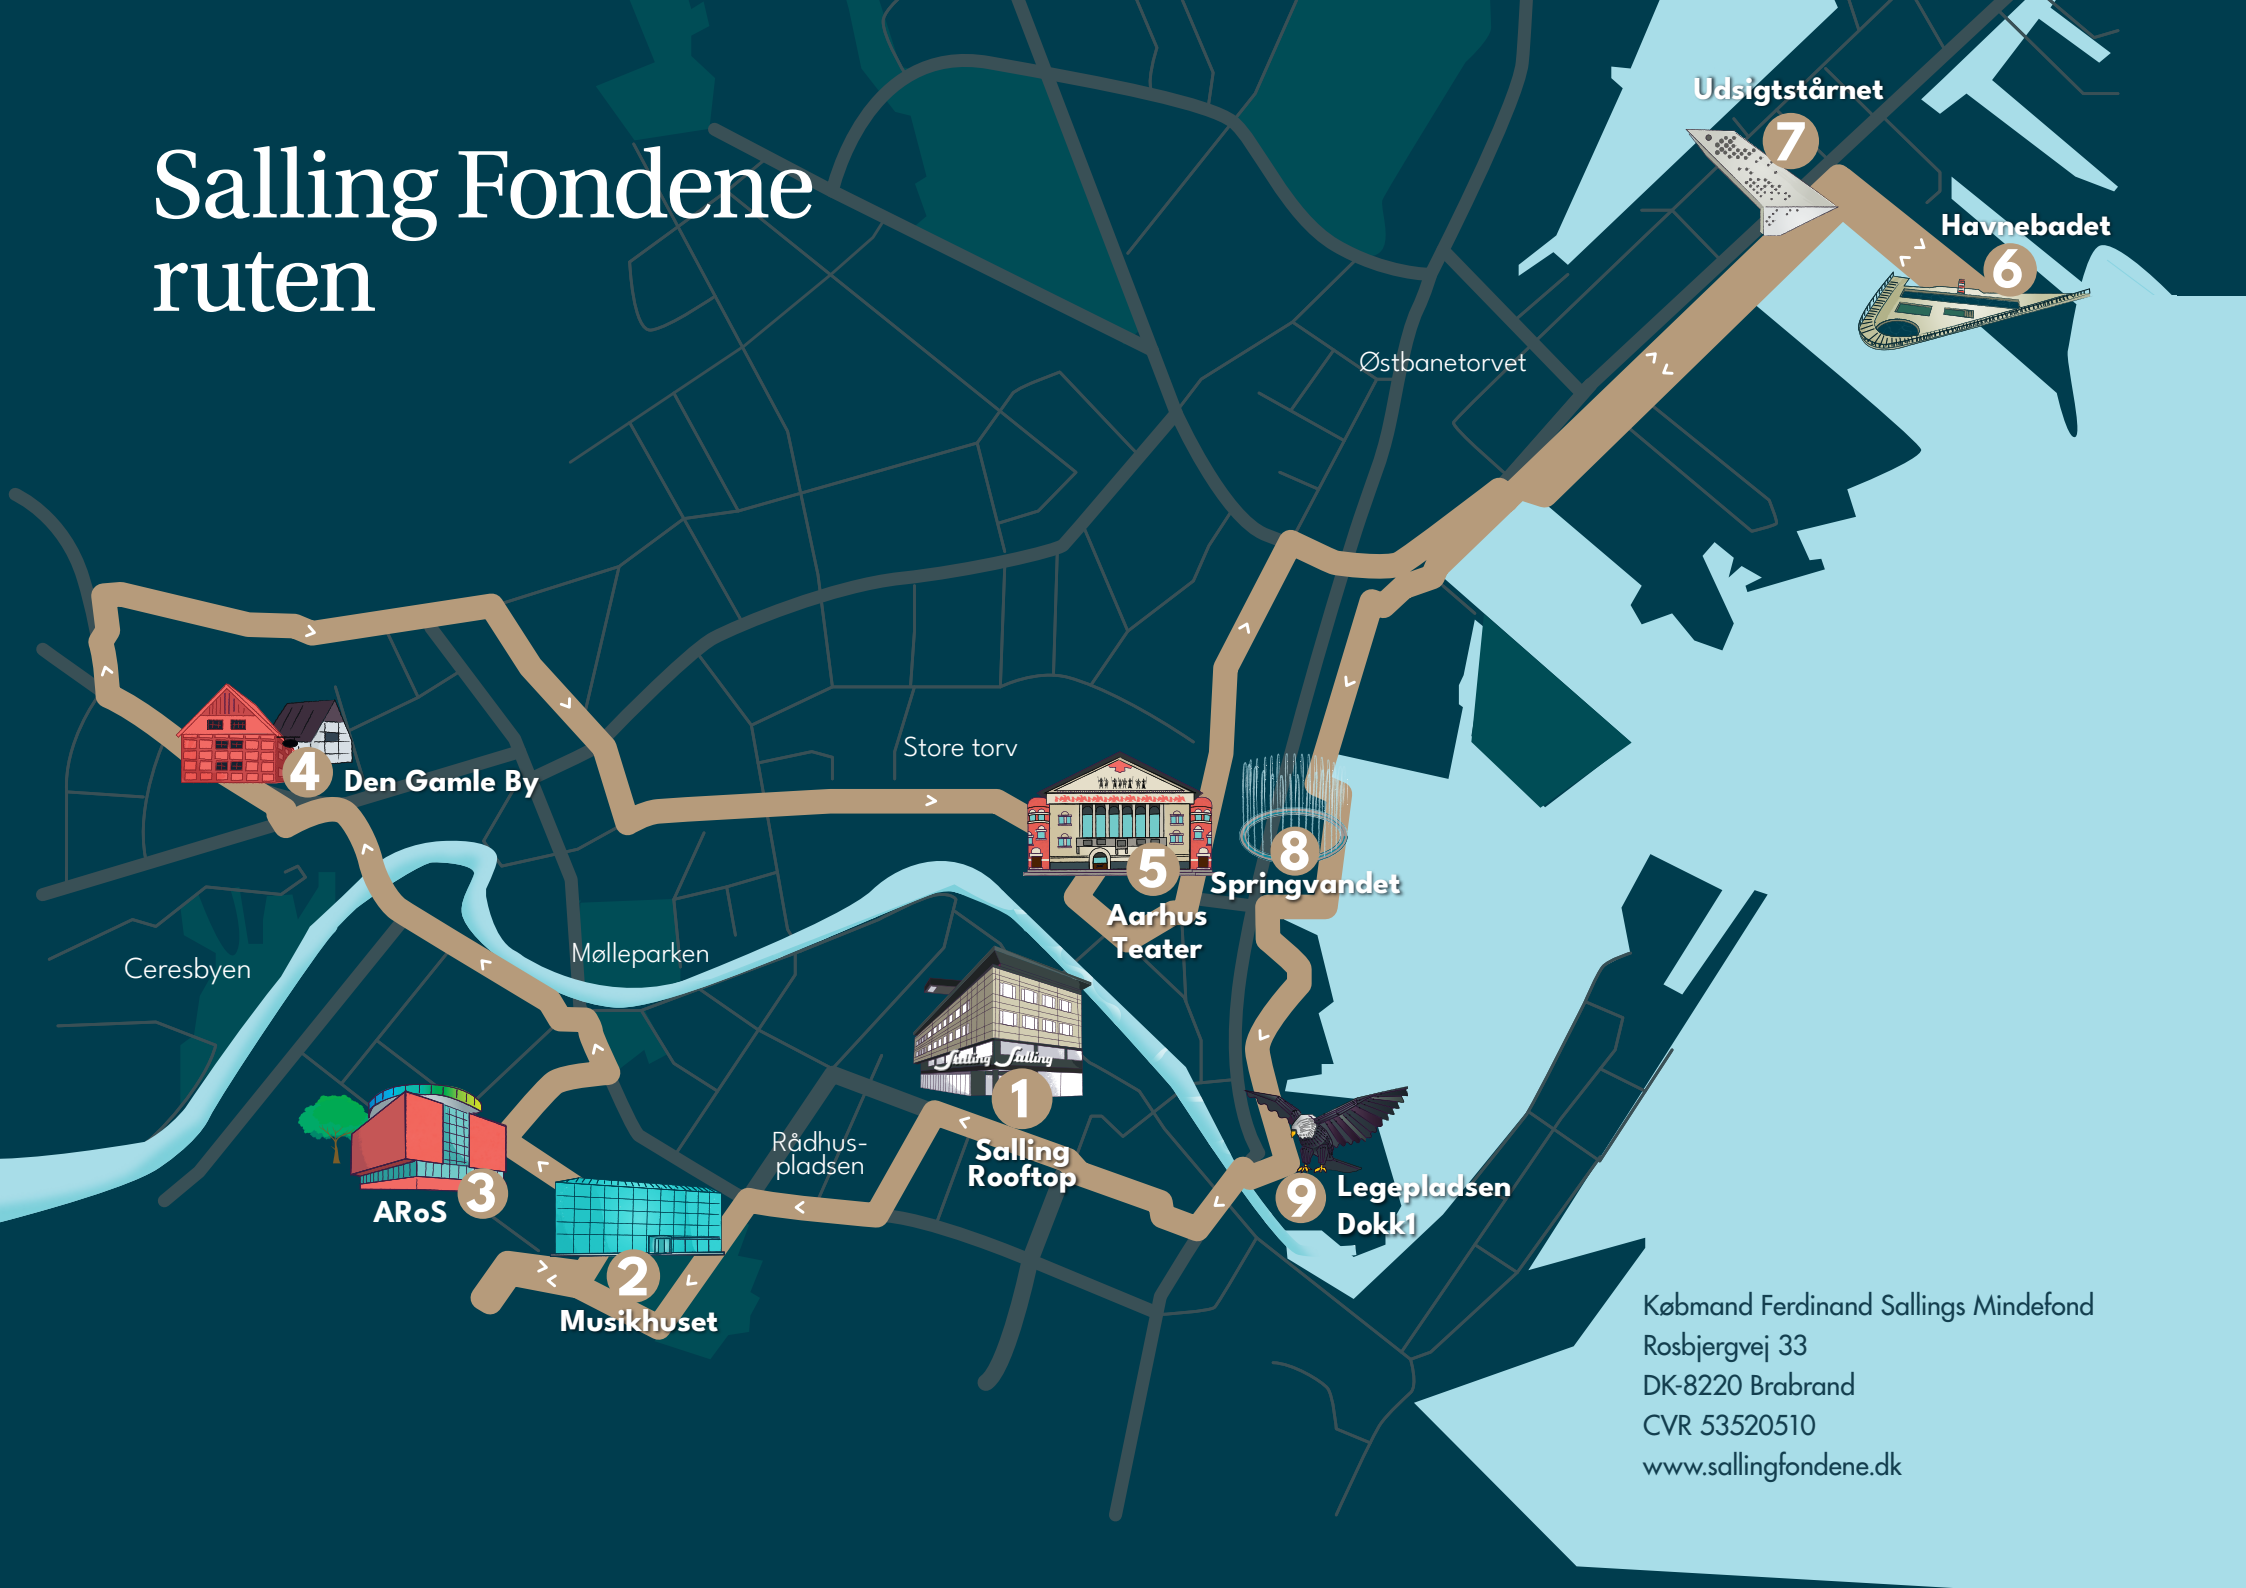 Salling Fondene
ruten
Udsigtstårnet
7
Havnebadet
6
Østbanetorvet
Store torv
4
Den Gamle By
5
Aarhus
Teater
8
Springvandet
Ceresbyen
Mølleparken
Salling Salling
1
Salling
Rooftop
Rådhus-
pladsen
ARoS
3
2
Musikhuset
9
Legepladsen
Dokk1
Købmand Ferdinand Sallings Mindefond
Rosbjergvej 33
DK-8220 Brabrand
CVR 53520510
www.sallingfondene.dk